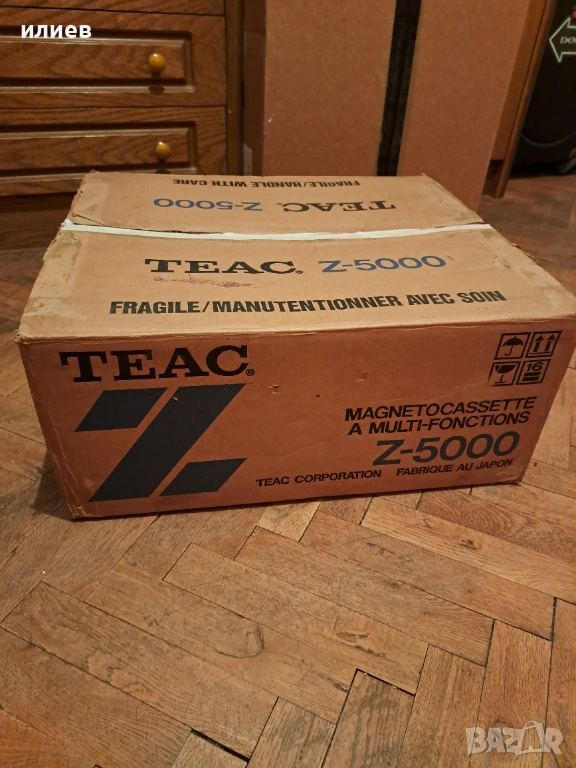 илиев
FRAGILE/HANDLE WITH CARE
TEAC. Z-5000
TEAC® Z-5000
FRAGILE/MANUTENTIONNER AVEC SOIN
TEAC®
MAGNETOCASSETTE
A MULTI-FONCTIONS
Z-5000
TEAC CORPORATION FABRIQUE AU JAPON
16
BAZAR